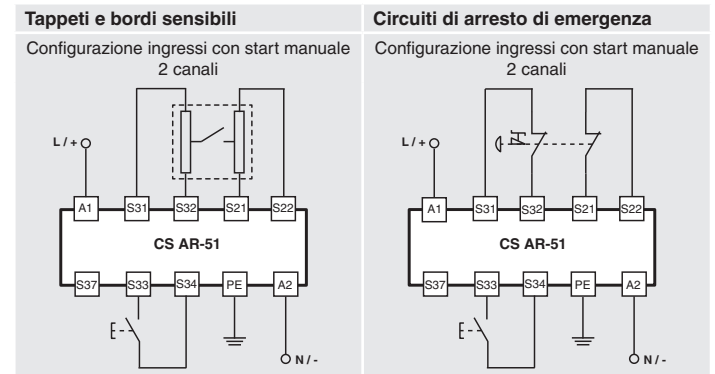 Tappeti e bordi sensibili
Configurazione ingressi con start manuale
2 canali
L / +
A1 S31 S32 S21 S22
CS AR-51
S37 S33 S34 PE A2
N / -
Circuiti di arresto di emergenza
Configurazione ingressi con start manuale
2 canali
L / +
A1 S31 S32 S21 S22
CS AR-51
S37 S33 S34 PE A2
N / -